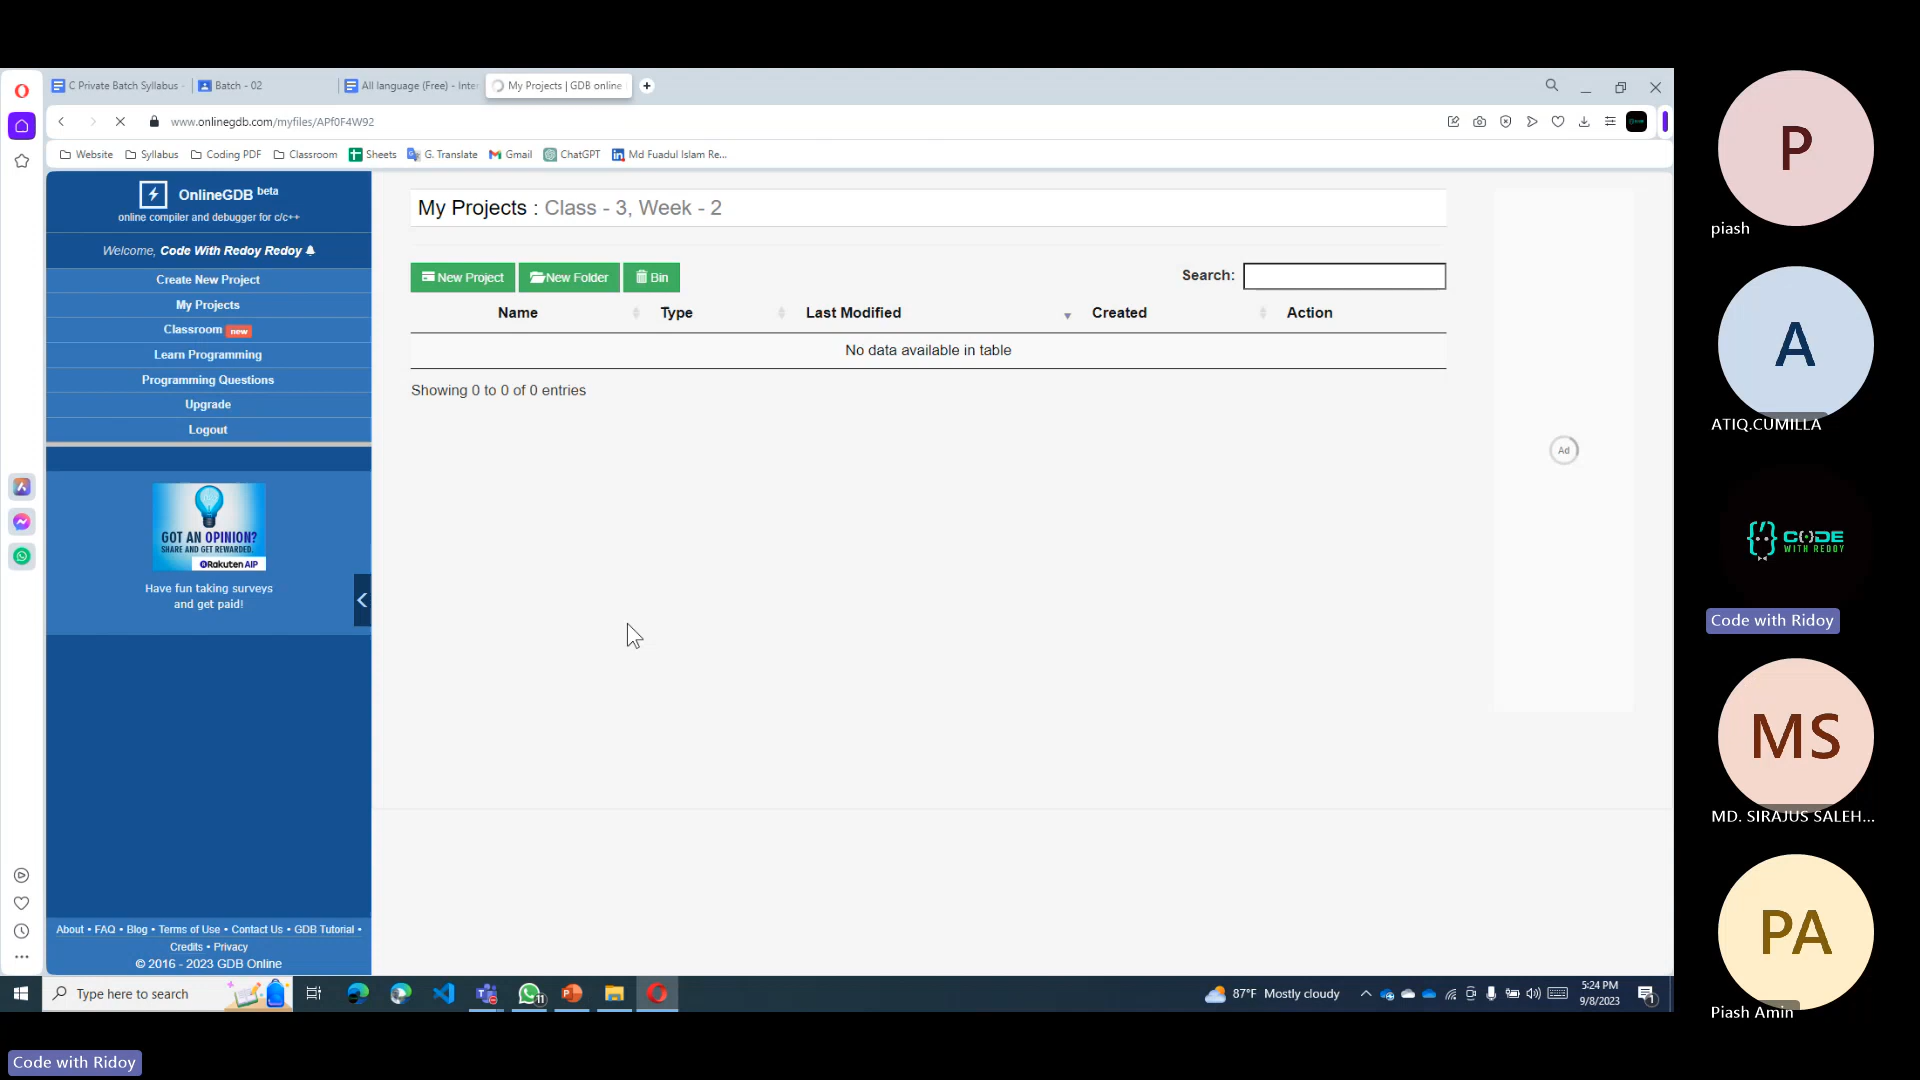 C Private Batch Syllabus
Batch - 02
All language (Free) - Inte
My Projects | GDB online
www.onlinegdb.com/myfiles/APf0F4W92
Website
Syllabus
Coding PDF
Classroom
Sheets
G. Translate
Gmail
ChatGPT
Md Fuadul Islam Re...
OnlineGDB beta
online compiler and debugger for c/c++
Welcome, Code With Redoy Redoy
Create New Project
My Projects
Classroom new
Learn Programming
Programming Questions
Upgrade
Logout
GOT AN OPINION?
SHARE AND GET REWARDED.
Rakuten AIP
Have fun taking surveys
and get paid!
About • FAQ • Blog • Terms of Use • Contact Us • GDB Tutorial •
Credits • Privacy
© 2016 - 2023 GDB Online
My Projects : Class - 3, Week - 2
New Project
New Folder
Bin
Search:
Name Type Last Modified Created Action
No data available in table
Showing 0 to 0 of 0 entries
Ad
Type here to search
11
87°F Mostly cloudy
5:24 PM
9/8/2023
1
P
piash
A
ATIQ.CUMILLA
CODE
WITH REDOY
Code with Ridoy
MS
MD. SIRAJUS SALEH...
PA
Piash Amin
Code with Ridoy